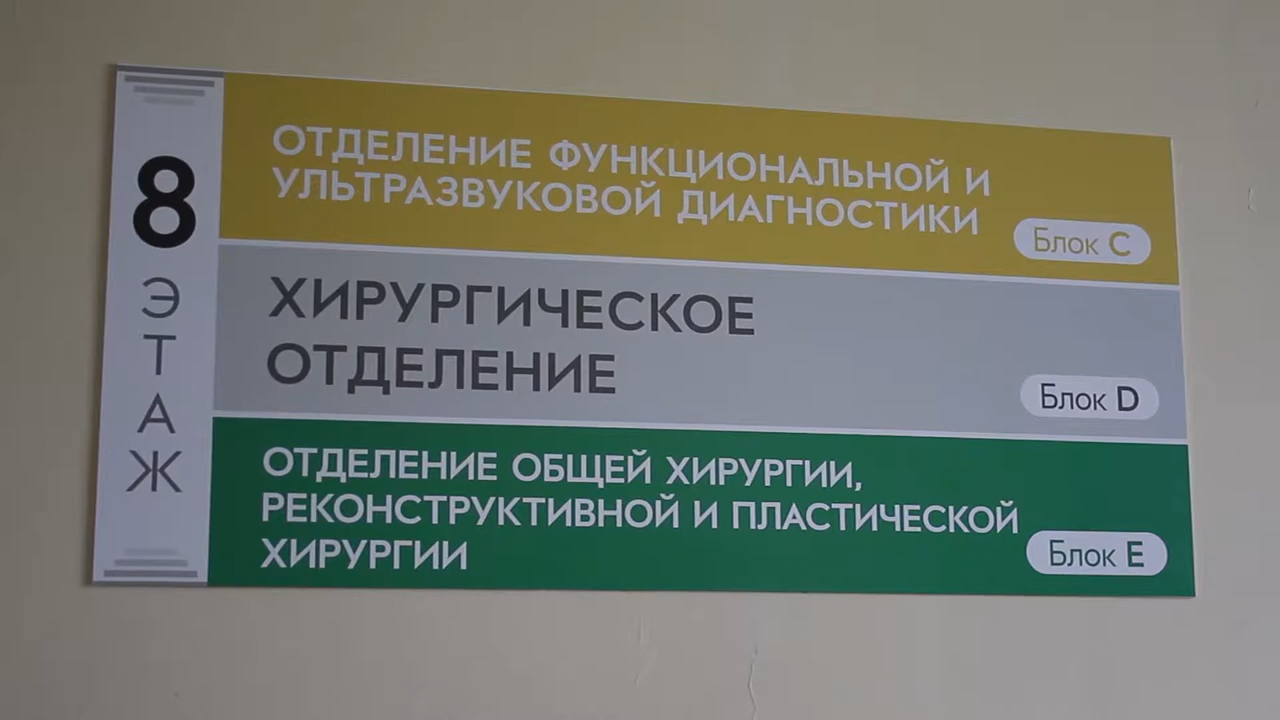 8
ЭТАЖ
ОТДЕЛЕНИЕ ФУНКЦИОНАЛЬНОЙ И
УЛЬТРАЗВУКОВОЙ ДИАГНОСТИКИ
Блок C
ХИРУРГИЧЕСКОЕ
ОТДЕЛЕНИЕ
Блок D
ОТДЕЛЕНИЕ ОБЩЕЙ ХИРУРГИИ,
РЕКОНСТРУКТИВНОЙ И ПЛАСТИЧЕСКОЙ
ХИРУРГИИ
Блок E